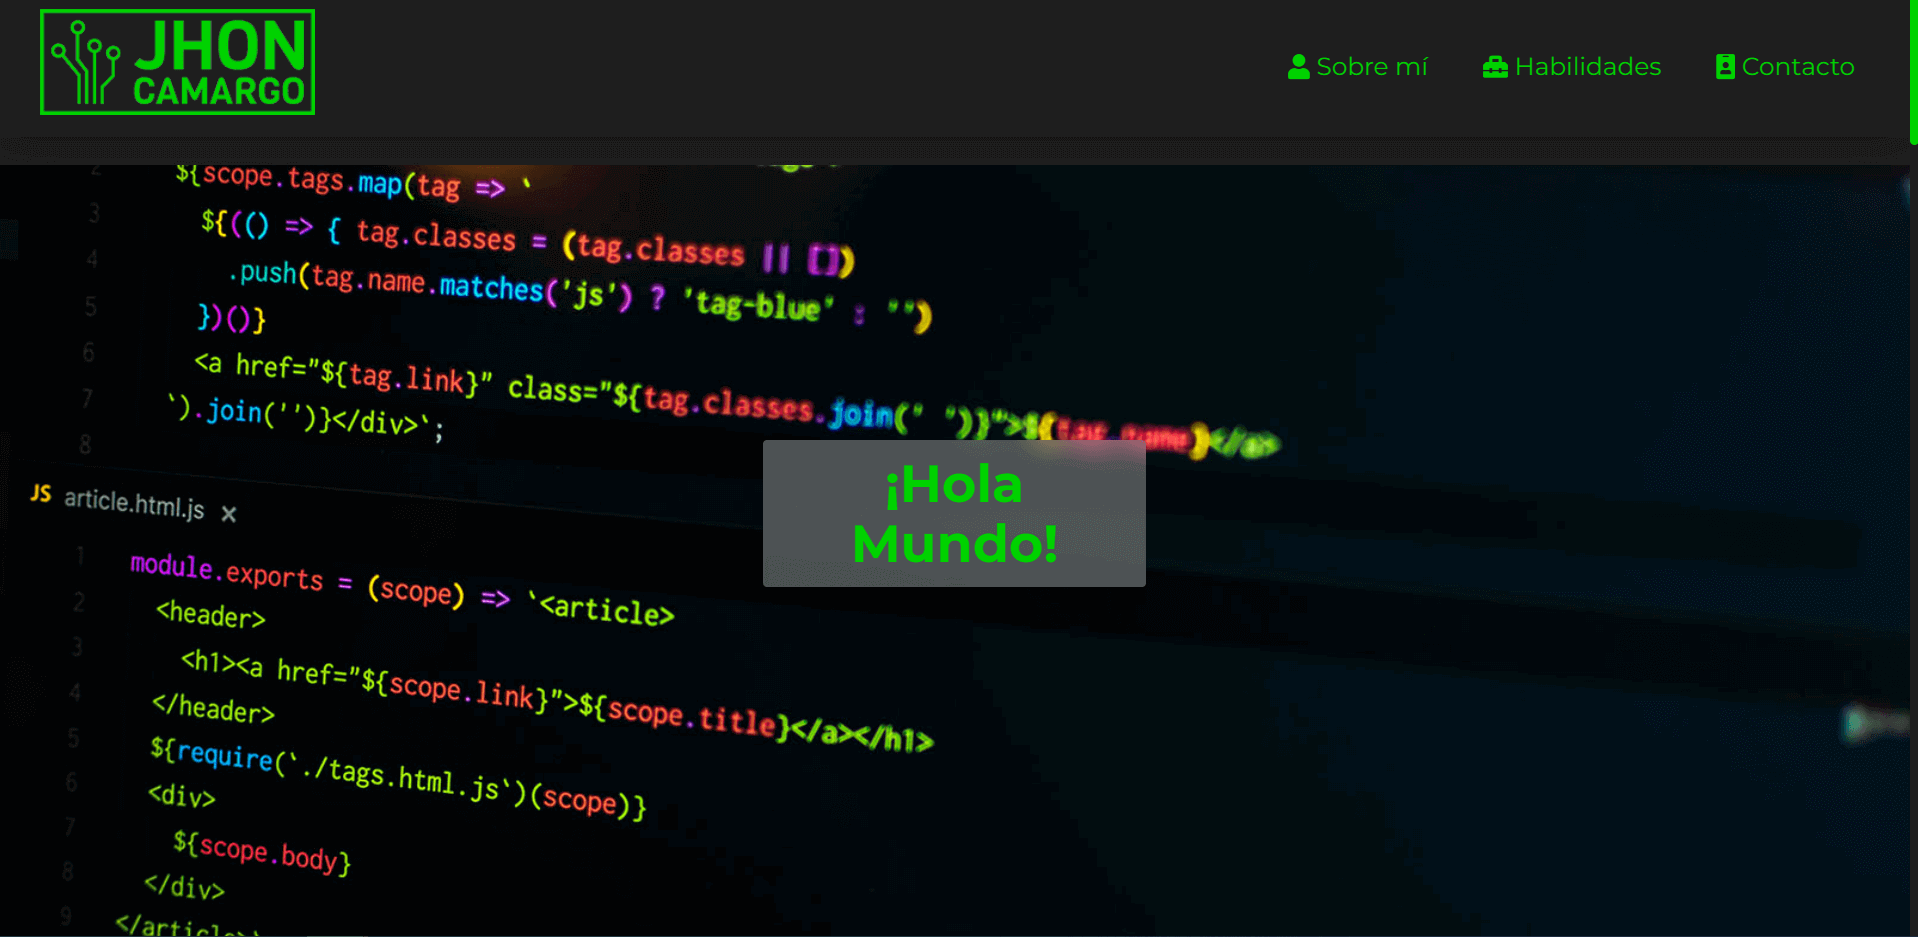 JHON
CAMARGO
Sobre mí
Habilidades
Contacto
2 ${scope.tags.map(tag => `
3 ${(() => { tag.classes = (tag.classes || [])
4 .push(tag.name.matches('js') ? 'tag-blue' : '')
5 })()}
6 <a href="${tag.link}" class="${tag.classes.join(' ')}">${tag.name}</a>
7 `).join('')}</div>`;
8
¡Hola
Mundo!
JS article.html.js ×
1 module.exports = (scope) => `<article>
2 <header>
3 <h1><a href="${scope.link}">${scope.title}</a></h1>
4 </header>
5 ${require(`./tags.html.js`)(scope)}
6 <div>
7 ${scope.body}
8 </div>
9 </article>`